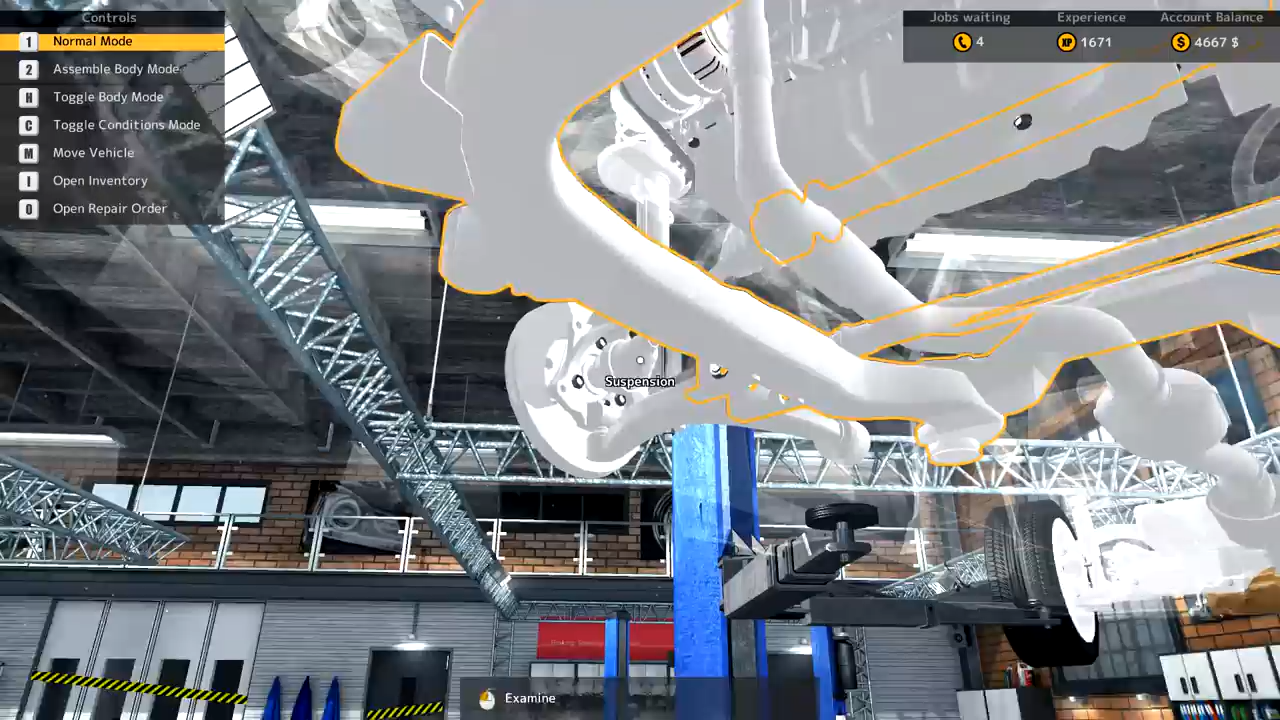 Controls
1 Normal Mode
2 Assemble Body Mode
H Toggle Body Mode
C Toggle Conditions Mode
M Move Vehicle
I Open Inventory
O Open Repair Order
Jobs waiting
4
Experience
XP 1671
Account Balance
$ 4667 $
Suspension
Examine